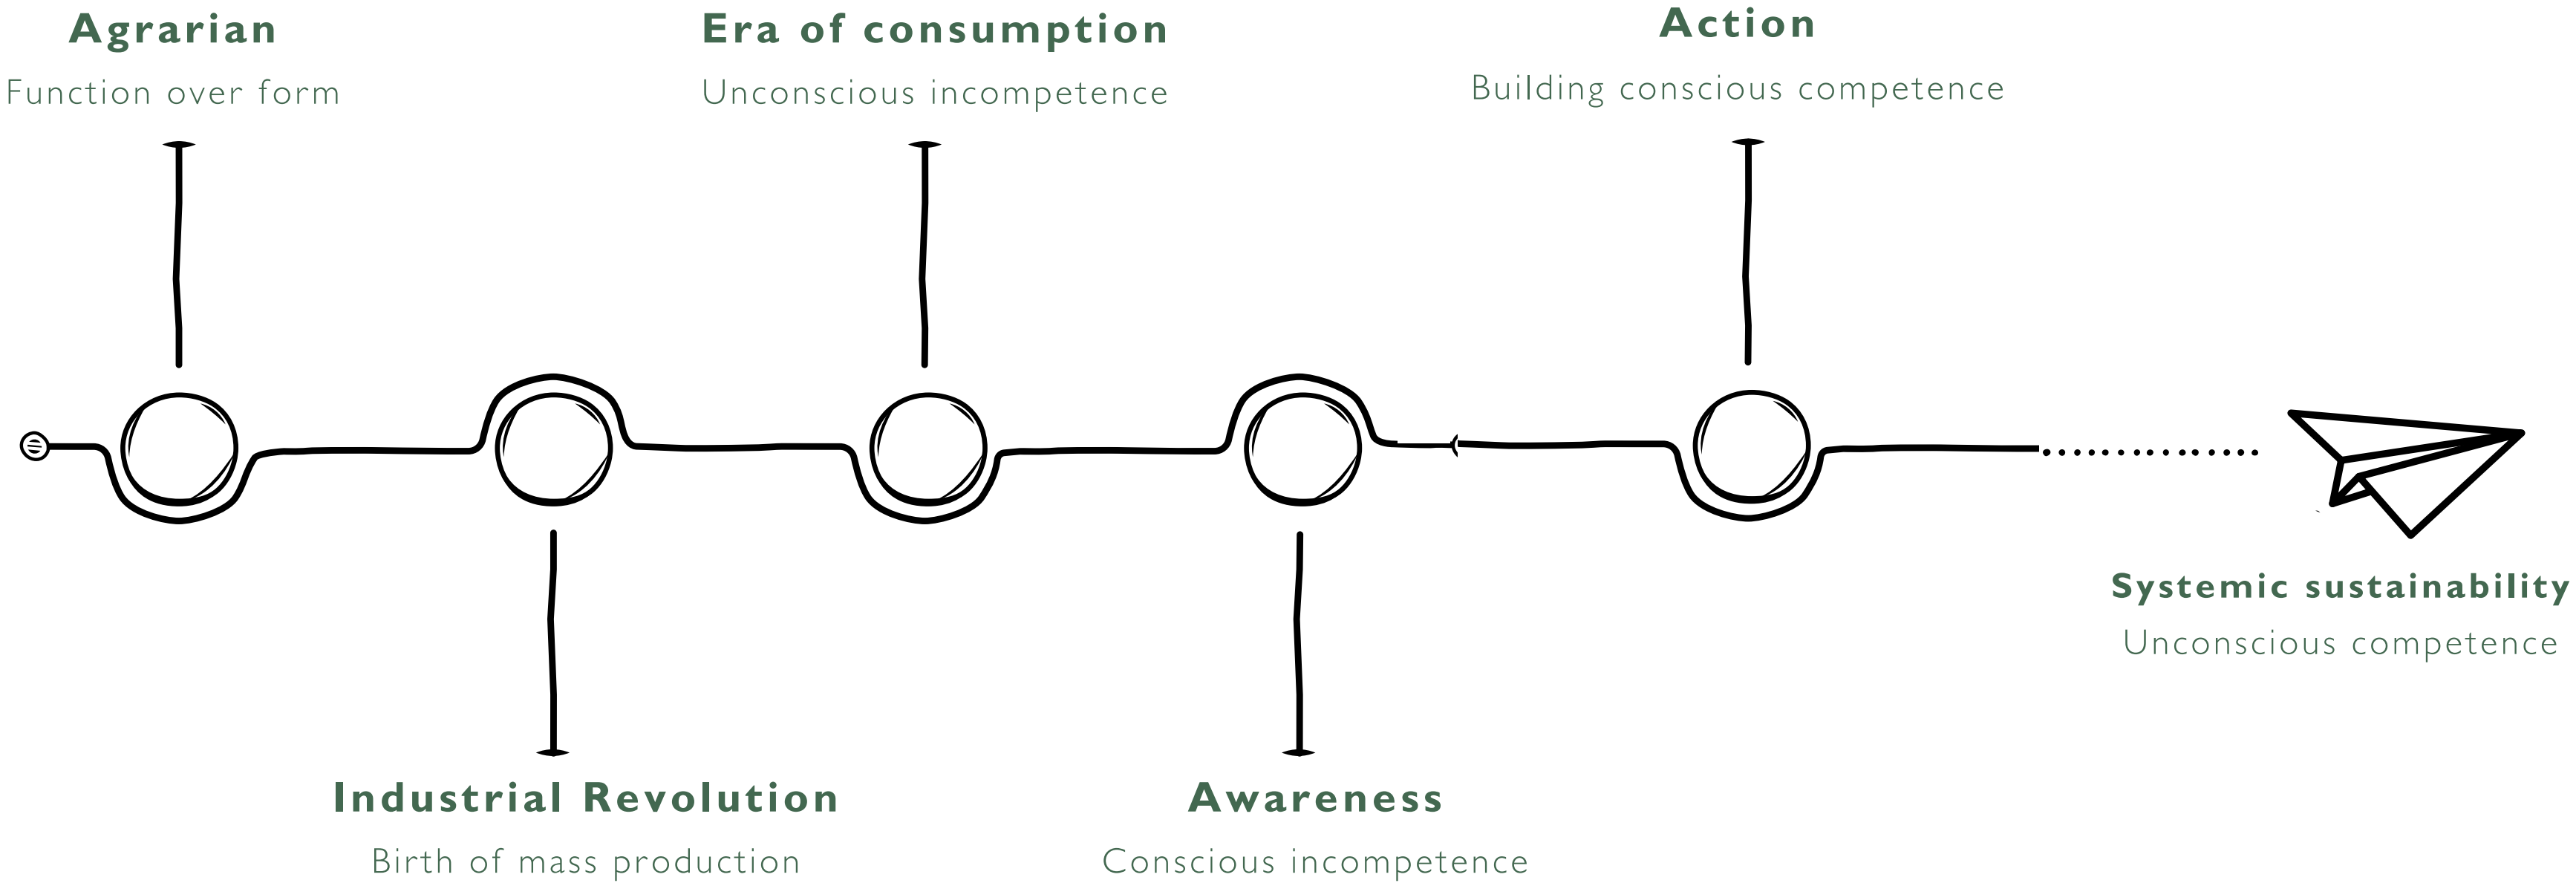 Agrarian
Function over form
Era of consumption
Unconscious incompetence
Action
Building conscious competence
Systemic sustainability
Unconscious competence
Industrial Revolution
Birth of mass production
Awareness
Conscious incompetence